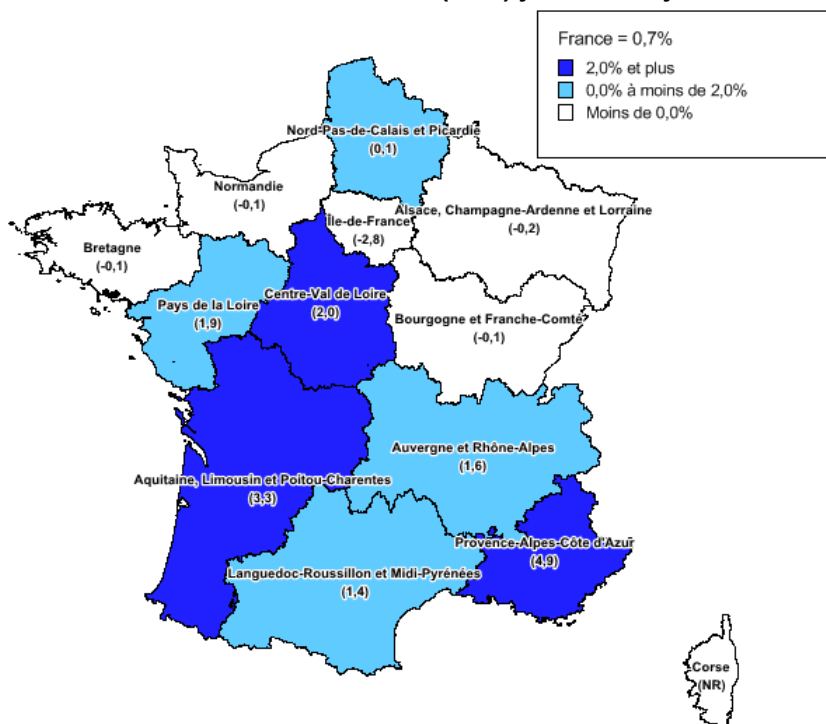 France = 0,7%
2,0% et plus
0,0% à moins de 2,0%
Moins de 0,0%
Nord-Pas-de-Calais et Picardie
(0,1)
Normandie
(-0,1)
Alsace, Champagne-Ardenne et Lorraine
(-0,2)
Île-de-France
(-2,8)
Bretagne
(-0,1)
Centre-Val de Loire
(2,0)
Pays de la Loire
(1,9)
Bourgogne et Franche-Comté
(-0,1)
Auvergne et Rhône-Alpes
(1,6)
Aquitaine, Limousin et Poitou-Charentes
(3,3)
Provence-Alpes-Côte d'Azur
(4,9)
Languedoc-Roussillon et Midi-Pyrénées
(1,4)
Corse
(NR)